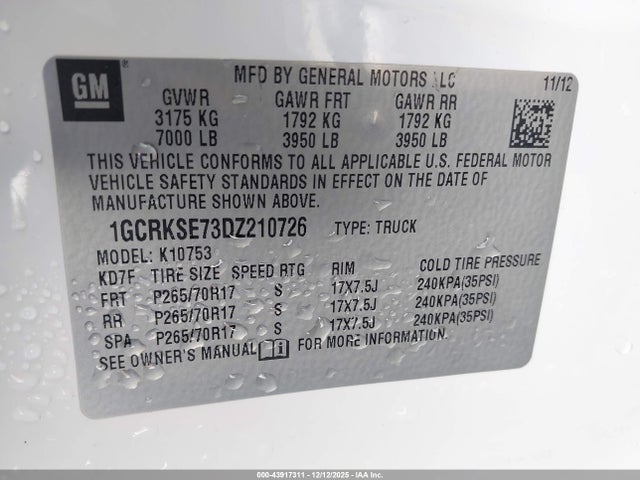 GM®
MFD BY GENERAL MOTORS LLC
11/12
GVWR GAWR FRT GAWR RR
3175 KG 1792 KG 1792 KG
7000 LB 3950 LB 3950 LB
THIS VEHICLE CONFORMS TO ALL APPLICABLE U.S. FEDERAL MOTOR
VEHICLE SAFETY STANDARDS IN EFFECT ON THE DATE OF
MANUFACTURE SHOWN ABOVE.
1GCRKSE73DZ210726 TYPE: TRUCK
MODEL: K10753
KD7F TIRE SIZE SPEED RTG RIM COLD TIRE PRESSURE
FRT P265/70R17 S 17X7.5J 240KPA(35PSI)
RR P265/70R17 S 17X7.5J 240KPA(35PSI)
SPA P265/70R17 S 17X7.5J 240KPA(35PSI)
SEE OWNER'S MANUAL i FOR MORE INFORMATION.
000-43917311 - 12/12/2025 - IAA Inc.